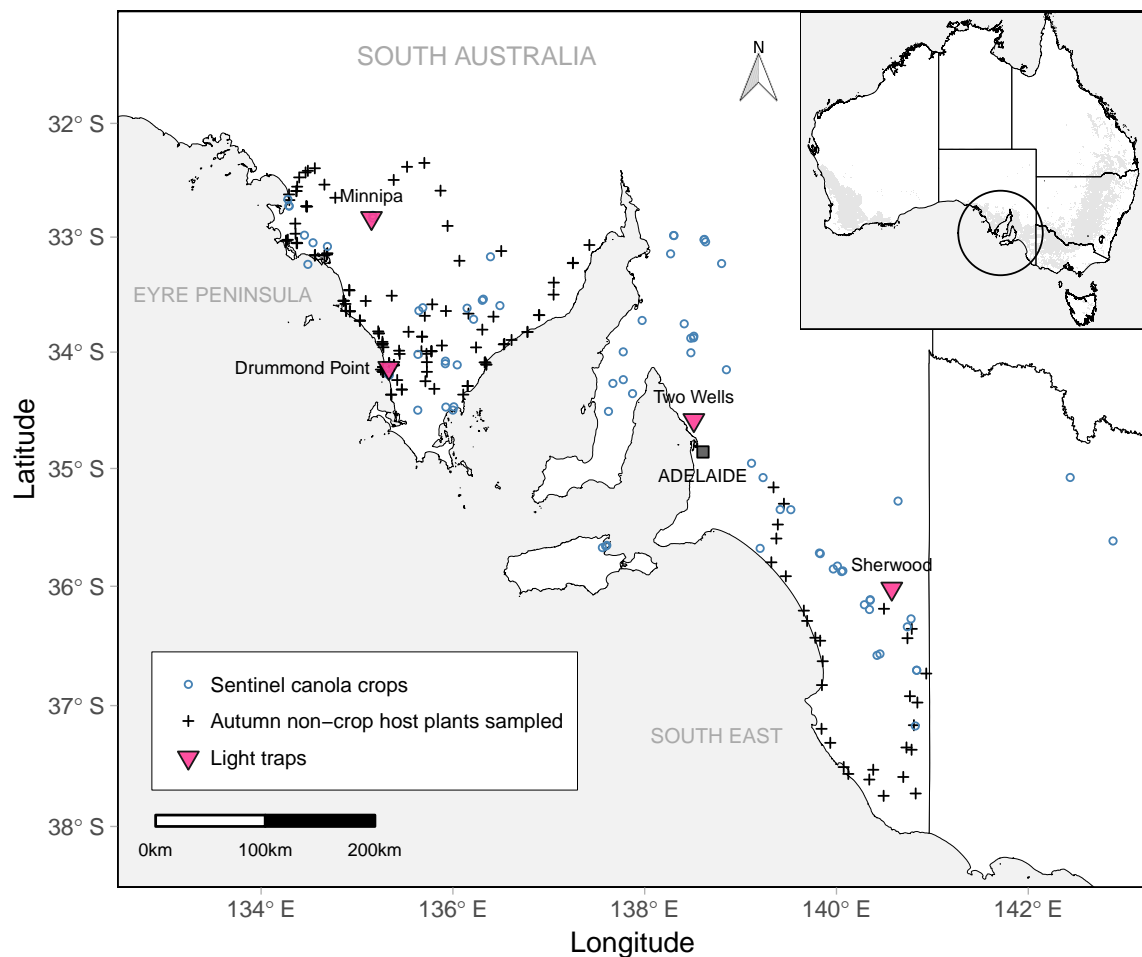 SOUTH AUSTRALIA
N
32° S
33° S
34° S
35° S
36° S
37° S
38° S
Latitude
Minnipa
EYRE PENINSULA
Drummond Point
Two Wells
ADELAIDE
Sherwood
SOUTH EAST
Sentinel canola crops
Autumn non−crop host plants sampled
Light traps
0km 100km 200km
134° E 136° E 138° E 140° E 142° E
Longitude